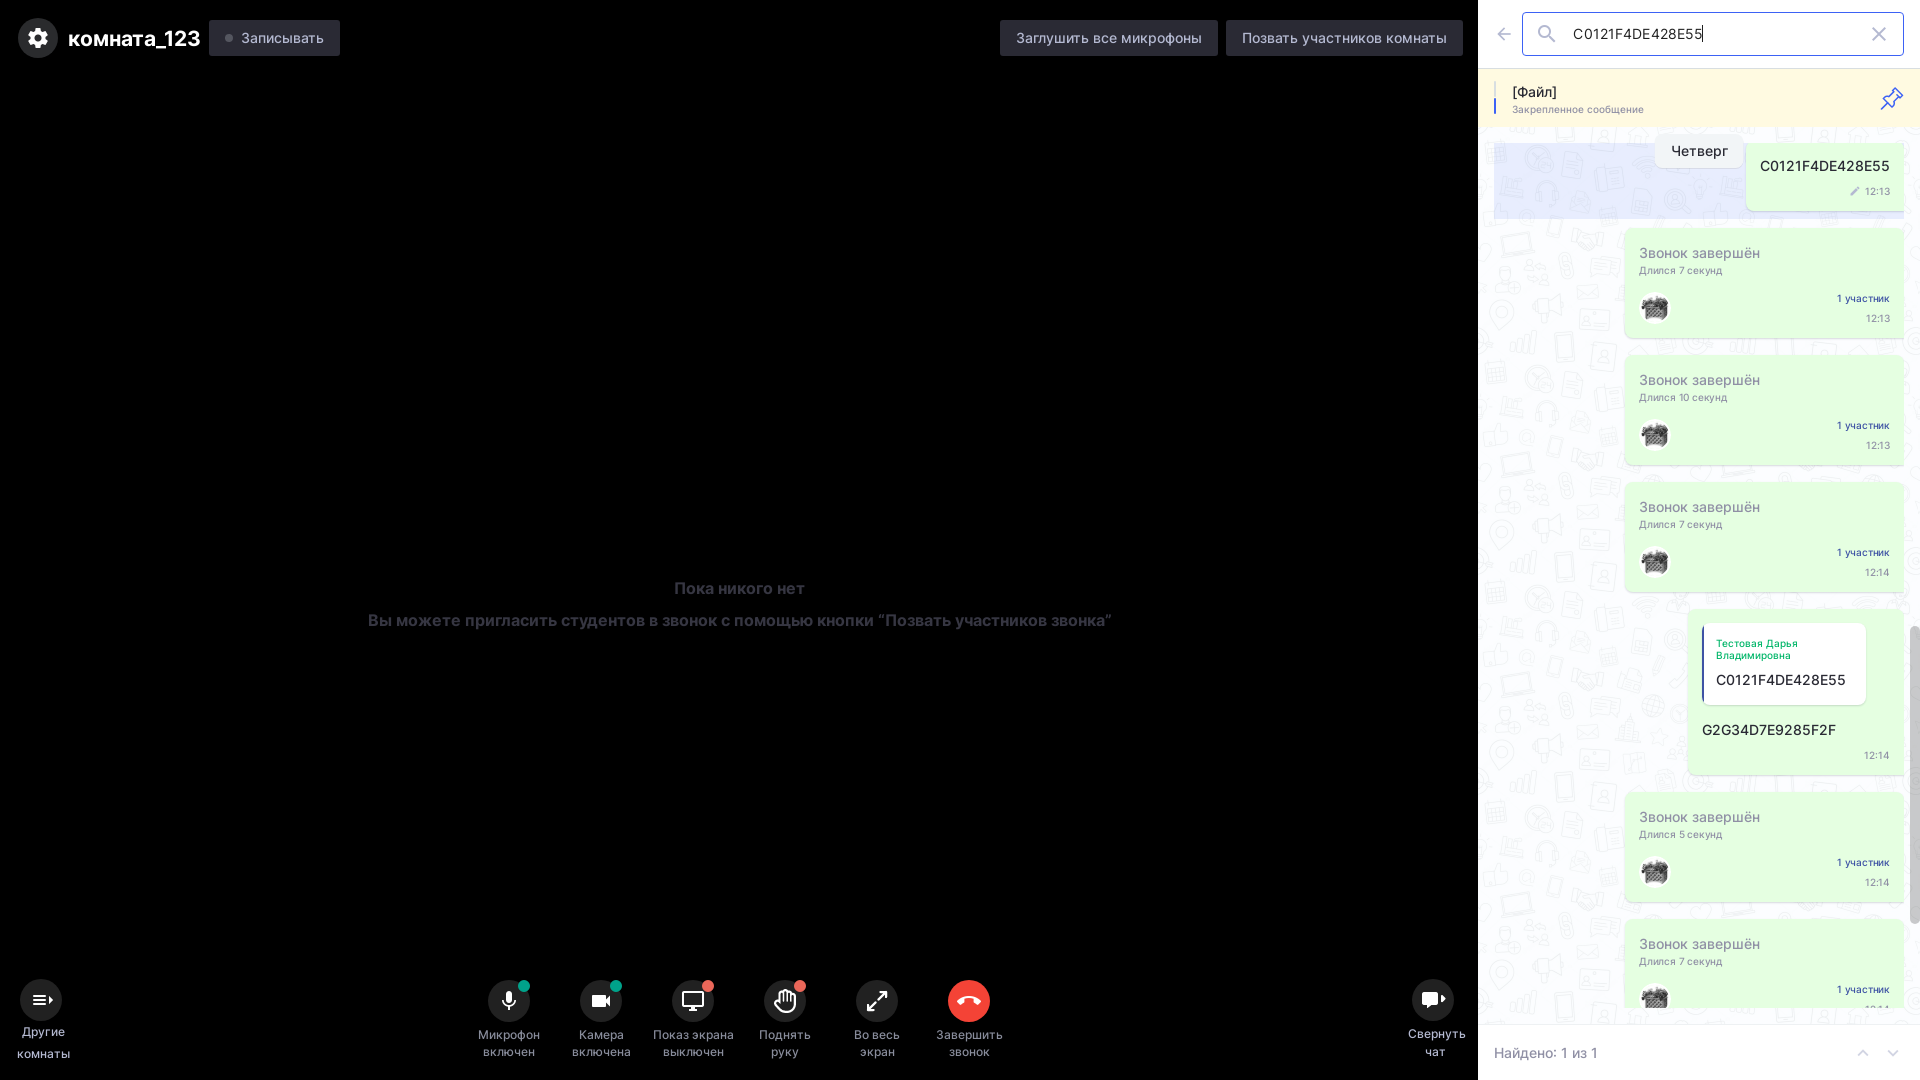 комната_123
Записывать
Заглушить все микрофоны
Позвать участников комнаты
Пока никого нет
Вы можете пригласить студентов в звонок с помощью кнопки “Позвать участников звонка”
Другие
комнаты
Микрофон
включен
Камера
включена
Показ экрана
выключен
Поднять
руку
Во весь
экран
Завершить
звонок
Свернуть
чат
C0121F4DE428E55
[Файл]
Закрепленное сообщение
Четверг
C0121F4DE428E55
12:13
Звонок завершён
Длился 7 секунд
1 участник
12:13
Звонок завершён
Длился 10 секунд
1 участник
12:13
Звонок завершён
Длился 7 секунд
1 участник
12:14
Тестовая Дарья
Владимировна
C0121F4DE428E55
G2G34D7E9285F2F
12:14
Звонок завершён
Длился 5 секунд
1 участник
12:14
Звонок завершён
Длился 7 секунд
1 участник
Найдено: 1 из 1